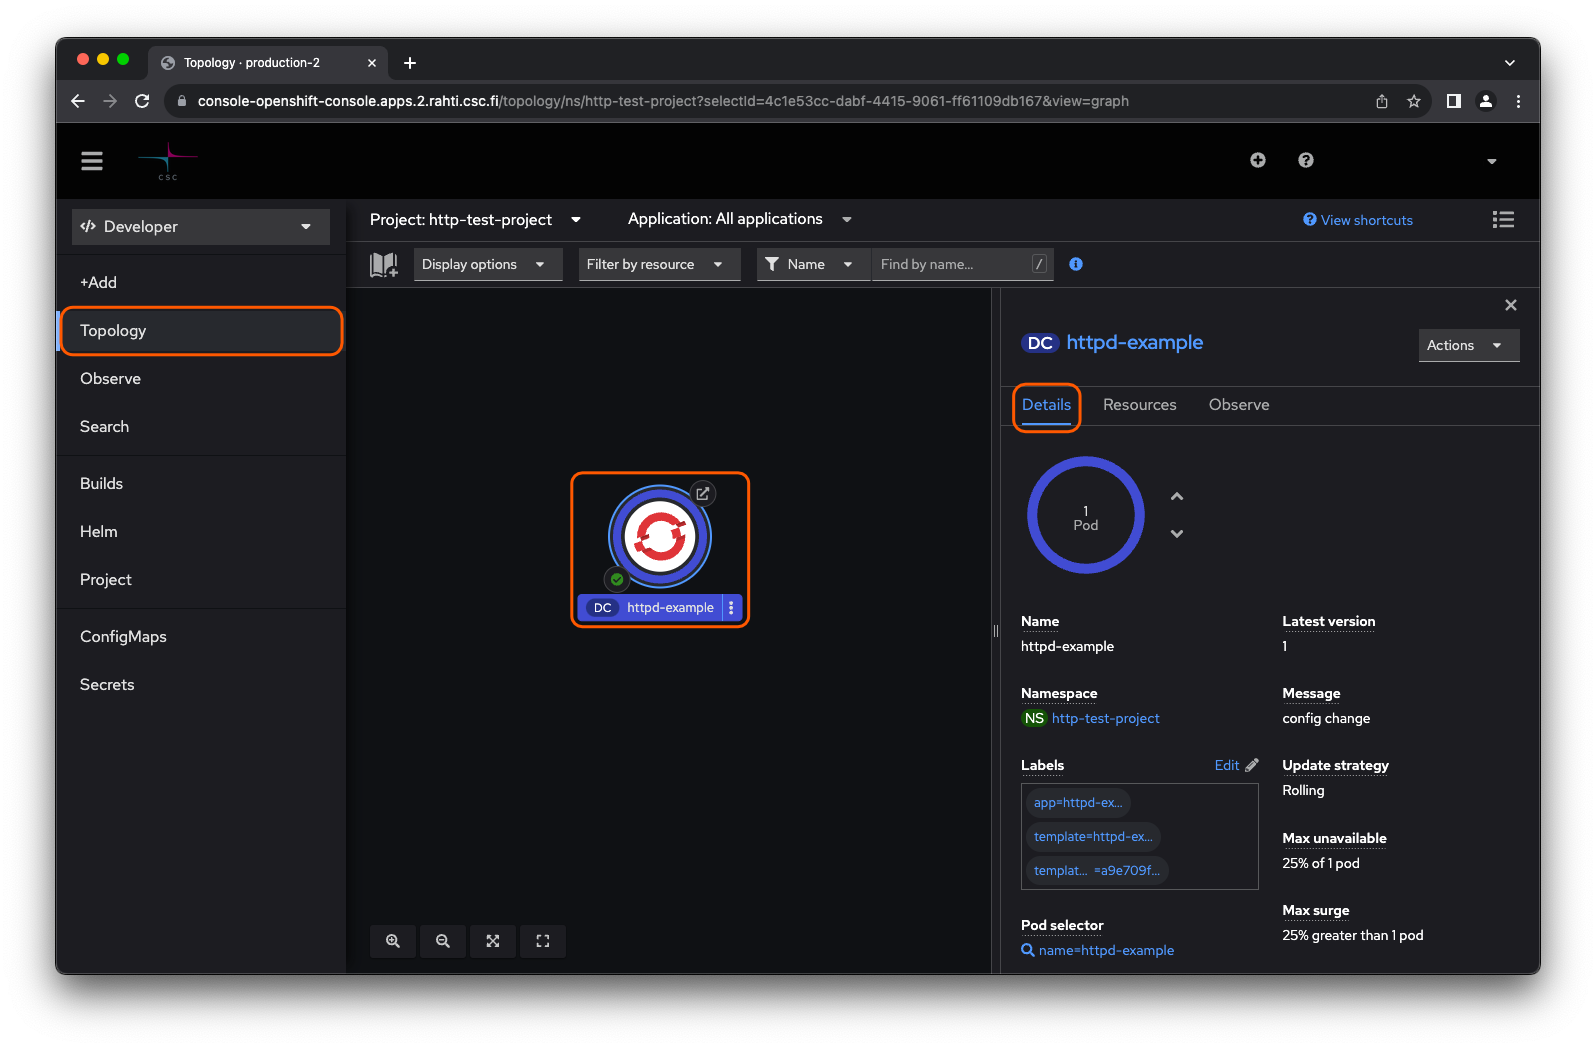 Topology · production-2
console-openshift-console.apps.2.rahti.csc.fi/topology/ns/http-test-project?selectId=4c1e53cc-dabf-4415-9061-ff61109db167&view=graph
CSC
Developer
Project: http-test-project
Application: All applications
View shortcuts
Display options
Filter by resource
Name
Find by name...
/
+Add
Topology
Observe
Search
Builds
Helm
Project
ConfigMaps
Secrets
DC httpd-example
DC httpd-example
Actions
Details Resources Observe
1
Pod
Name
httpd-example
Latest version
1
Namespace
NS http-test-project
Message
config change
Labels
Edit
app=httpd-ex...
template=httpd-ex...
templat... =a9e709f...
Update strategy
Rolling
Max unavailable
25% of 1 pod
Max surge
25% greater than 1 pod
Pod selector
name=httpd-example